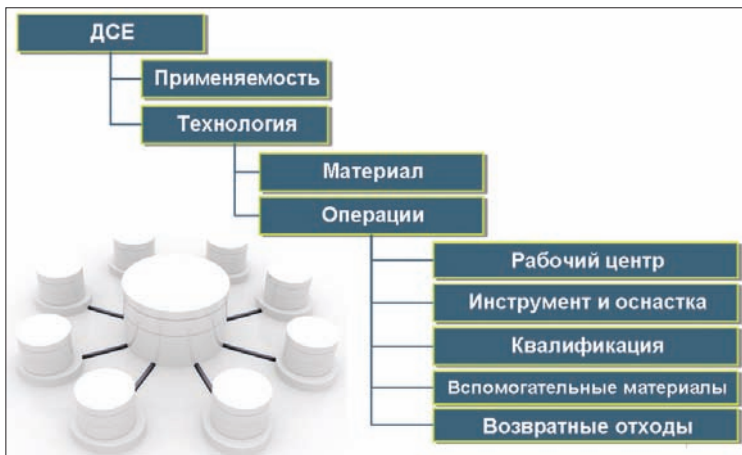 ДСЕ
Применяемость
Технология
Материал
Операции
Рабочий центр
Инструмент и оснастка
Квалификация
Вспомогательные материалы
Возвратные отходы